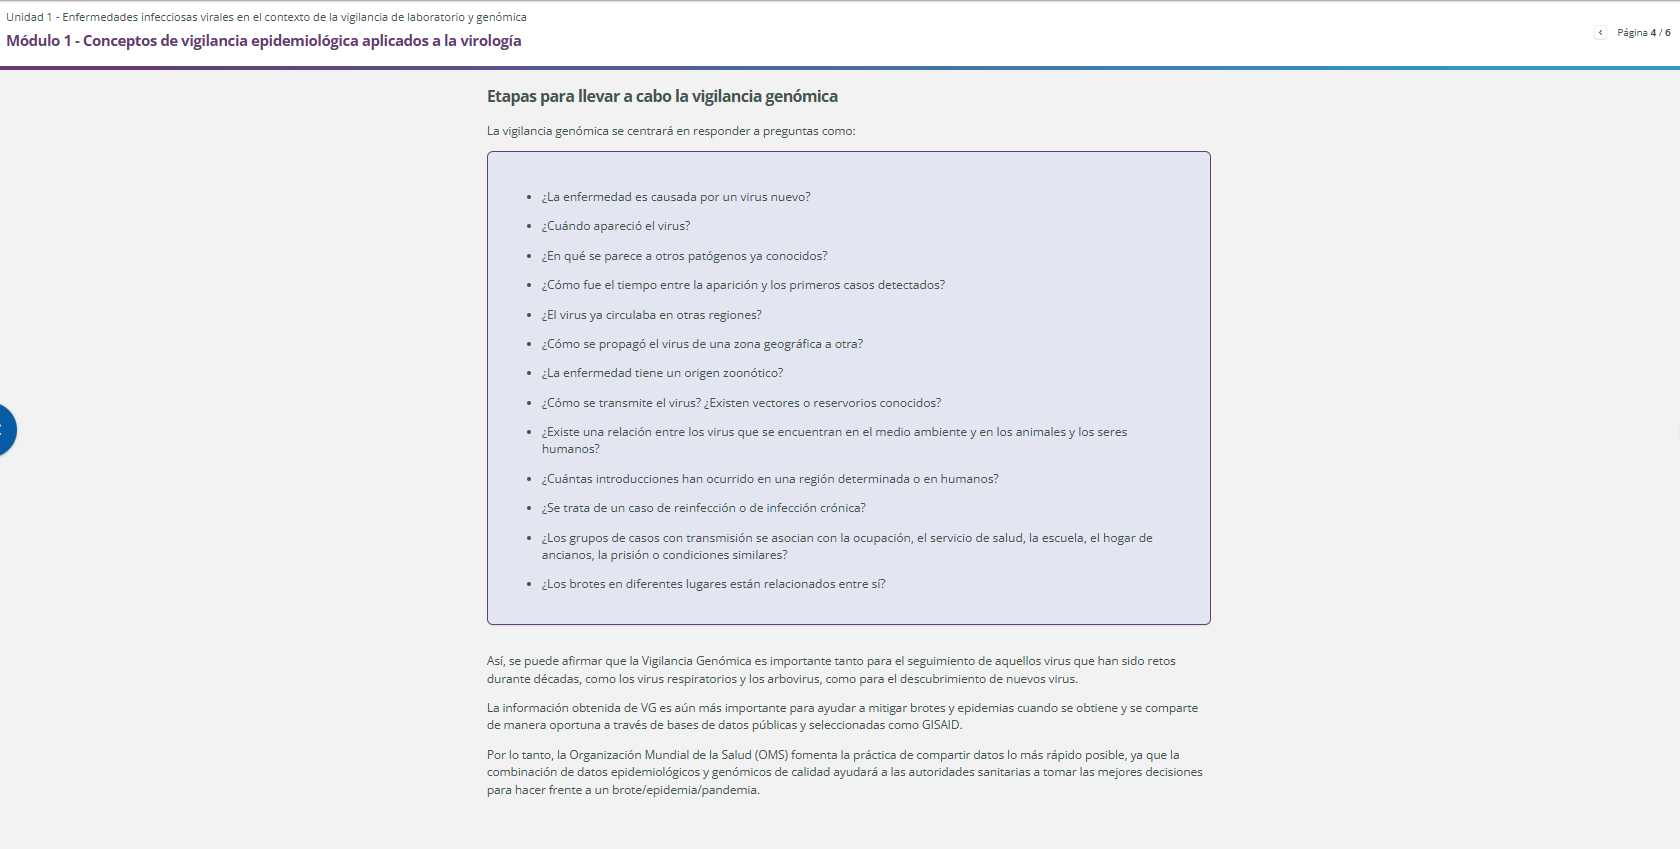 Unidad 1 - Enfermedades infecciosas virales en el contexto de la vigilancia de laboratorio y genómica
Módulo 1 - Conceptos de vigilancia epidemiológica aplicados a la virología
Página 4 / 6
Etapas para llevar a cabo la vigilancia genómica
La vigilancia genómica se centrará en responder a preguntas como:
• ¿La enfermedad es causada por un virus nuevo?
• ¿Cuándo apareció el virus?
• ¿En qué se parece a otros patógenos ya conocidos?
• ¿Cómo fue el tiempo entre la aparición y los primeros casos detectados?
• ¿El virus ya circulaba en otras regiones?
• ¿Cómo se propagó el virus de una zona geográfica a otra?
• ¿La enfermedad tiene un origen zoonótico?
• ¿Cómo se transmite el virus? ¿Existen vectores o reservorios conocidos?
• ¿Existe una relación entre los virus que se encuentran en el medio ambiente y en los animales y los seres
humanos?
• ¿Cuántas introducciones han ocurrido en una región determinada o en humanos?
• ¿Se trata de un caso de reinfección o de infección crónica?
• ¿Los grupos de casos con transmisión se asocian con la ocupación, el servicio de salud, la escuela, el hogar de
ancianos, la prisión o condiciones similares?
• ¿Los brotes en diferentes lugares están relacionados entre sí?
Así, se puede afirmar que la Vigilancia Genómica es importante tanto para el seguimiento de aquellos virus que han sido retos
durante décadas, como los virus respiratorios y los arbovirus, como para el descubrimiento de nuevos virus.
La información obtenida de VG es aún más importante para ayudar a mitigar brotes y epidemias cuando se obtiene y se comparte
de manera oportuna a través de bases de datos públicas y seleccionadas como GISAID.
Por lo tanto, la Organización Mundial de la Salud (OMS) fomenta la práctica de compartir datos lo más rápido posible, ya que la
combinación de datos epidemiológicos y genómicos de calidad ayudará a las autoridades sanitarias a tomar las mejores decisiones
para hacer frente a un brote/epidemia/pandemia.